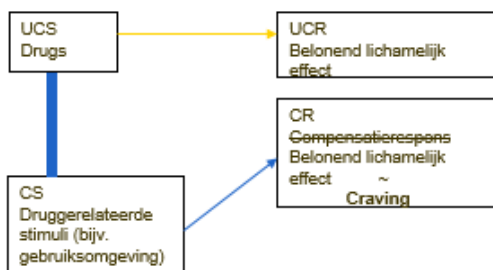 UCS
Drugs
UCR
Belonend lichamelijk
effect
CR
Compensatierespons
Belonend lichamelijk
effect ~
Craving
CS
Druggerelateerde
stimuli (bijv.
gebruiksomgeving)